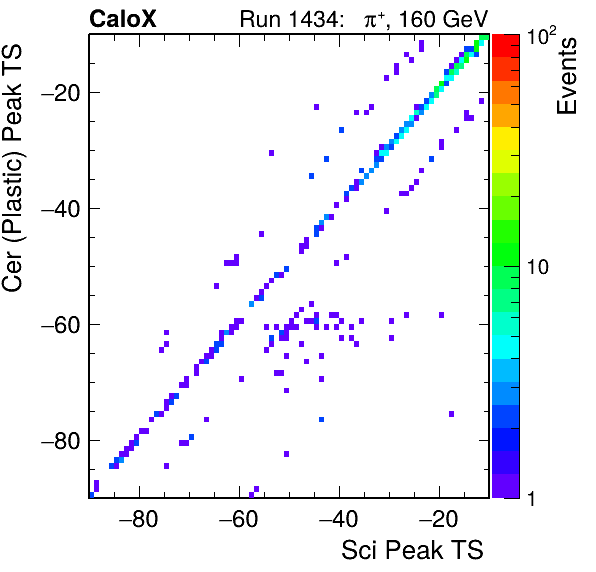 CaloX Run 1434: π⁺, 160 GeV
Cer (Plastic) Peak TS
−20
−40
−60
−80
−80 −60 −40 −20
Sci Peak TS
10²
10
1
Events